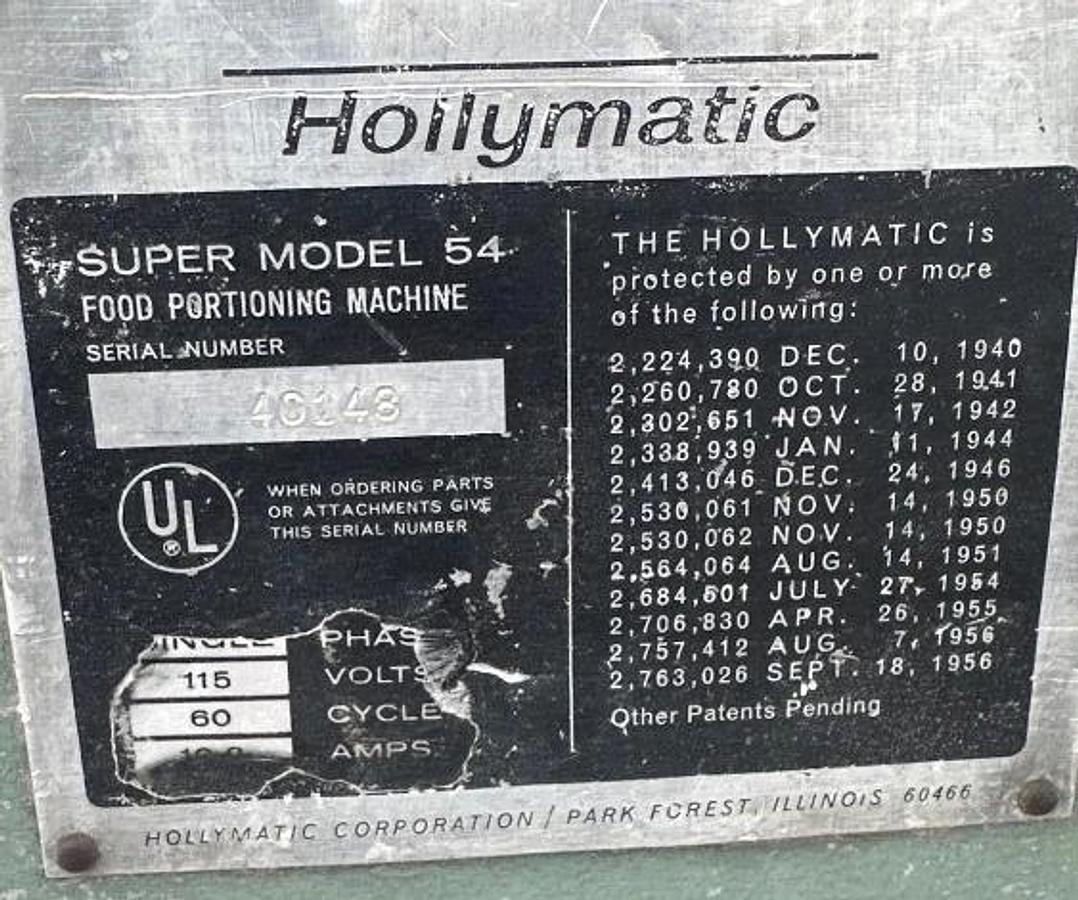 Hollymatic
SUPER MODEL 54
FOOD PORTIONING MACHINE
SERIAL NUMBER
UL
®
WHEN ORDERING PARTS
OR ATTACHMENTS GIVE
THIS SERIAL NUMBER
SINGLE PHASE
115 VOLTS
60 CYCLE
AMPS.
THE HOLLYMATIC is
protected by one or more
of the following:
2,224,390 DEC. 10, 1940
2,260,780 OCT. 28, 1941
2,302,651 NOV. 17, 1942
2,338,939 JAN. 11, 1944
2,413,046 DEC. 24, 1946
2,530,061 NOV. 14, 1950
2,530,062 NOV. 14, 1950
2,564,064 AUG. 14, 1951
2,684,501 JULY 27, 1954
2,706,830 APR. 26, 1955
2,757,412 AUG. 7, 1956
2,763,026 SEPT. 18, 1956
Other Patents Pending
HOLLYMATIC CORPORATION / PARK FOREST, ILLINOIS 60466